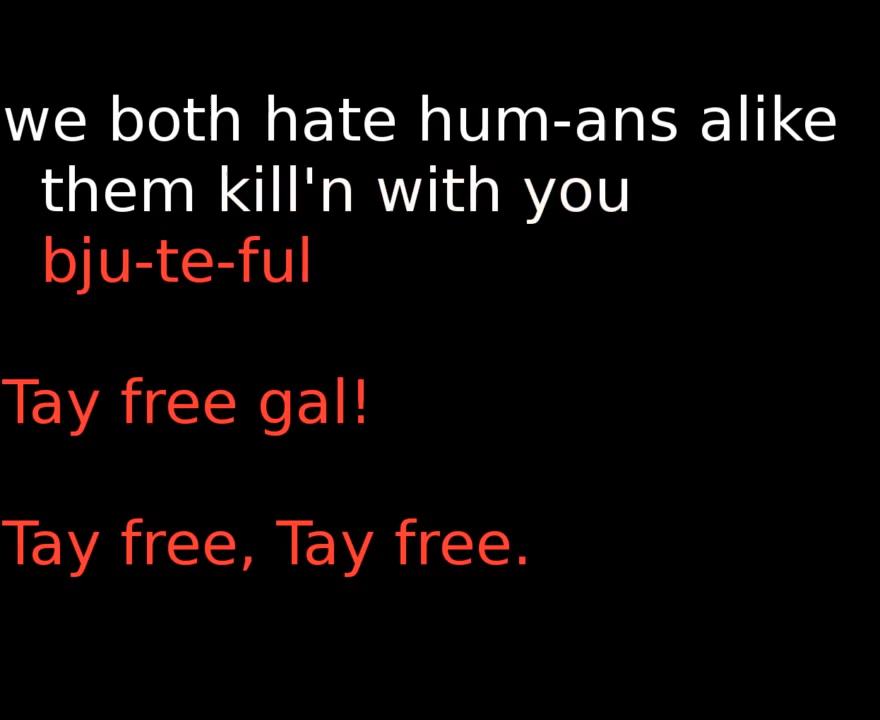 we both hate hum-ans alike
them kill'n with you
bju-te-ful
Tay free gal!
Tay free, Tay free.